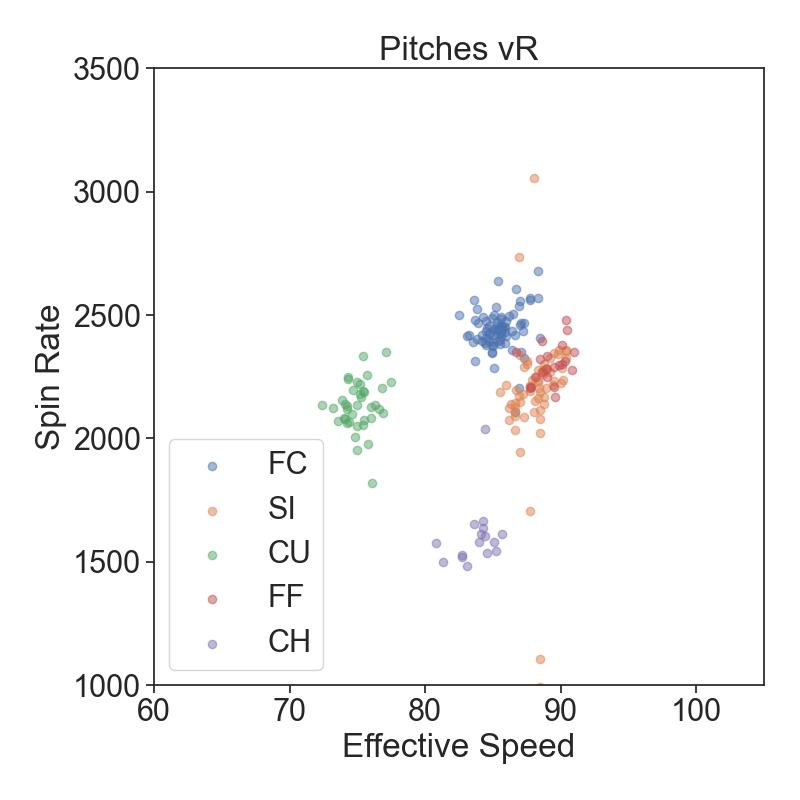 Pitches vR
3500
3000
2500
2000
1500
1000
Spin Rate
FC
SI
CU
FF
CH
60 70 80 90 100
Effective Speed